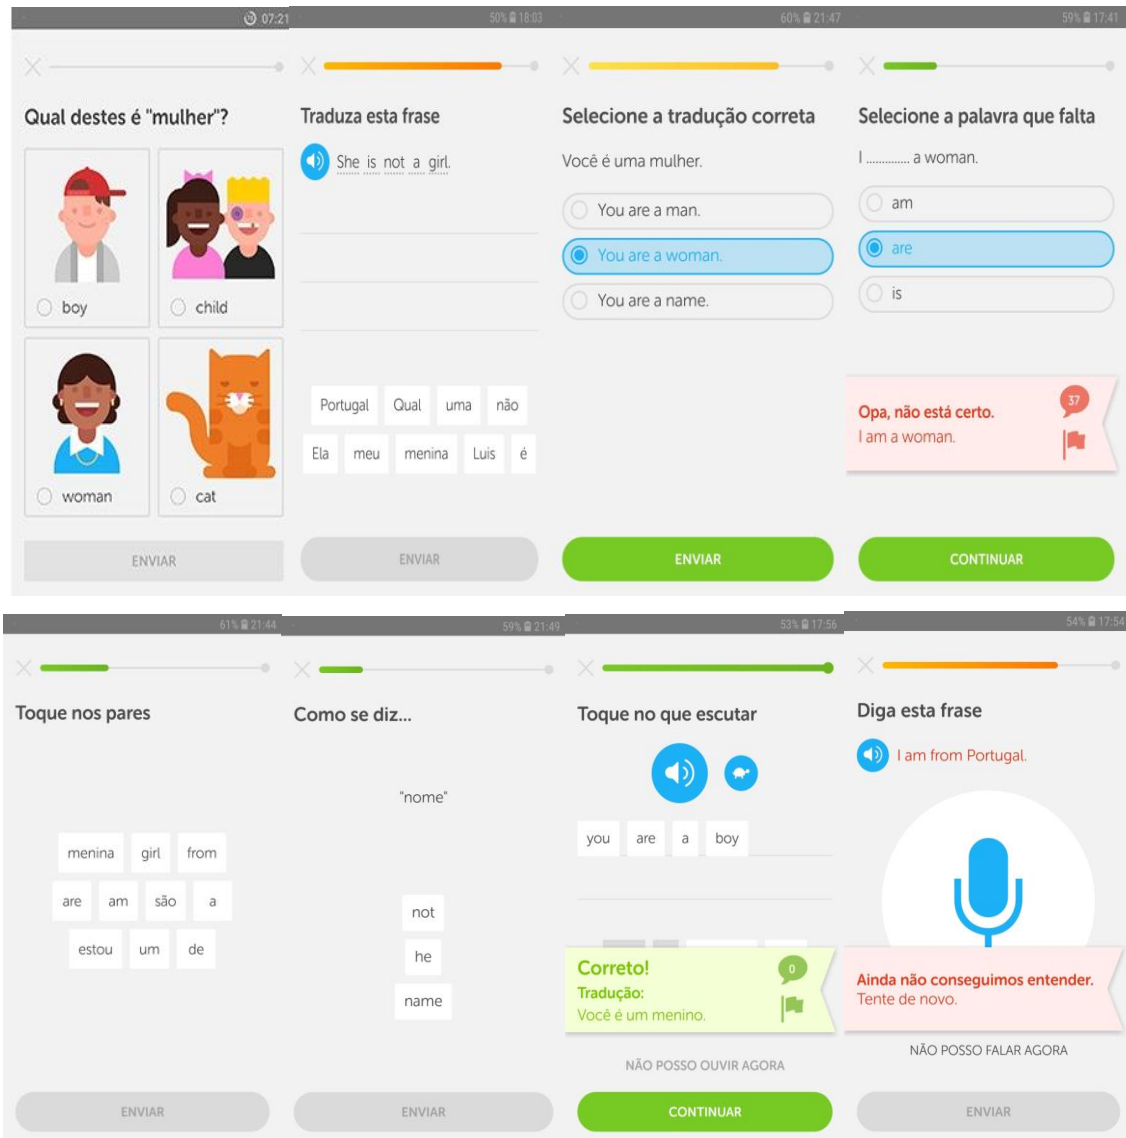 07:21
Qual destes é "mulher"?
boy
child
woman
cat
ENVIAR
50% 18:03
Traduza esta frase
She is not a girl.
Portugal Qual uma não
Ela meu menina Luis é
ENVIAR
60% 21:47
Selecione a tradução correta
Você é uma mulher.
You are a man.
You are a woman.
You are a name.
ENVIAR
59% 17:41
Selecione a palavra que falta
I .............. a woman.
am
are
is
37
Opa, não está certo.
I am a woman.
CONTINUAR
61% 21:44
Toque nos pares
menina girl from
are am são a
estou um de
ENVIAR
59% 21:49
Como se diz...
"nome"
not
he
name
ENVIAR
53% 17:56
Toque no que escutar
you are a boy
Correto!
0
Tradução:
Você é um menino.
NÃO POSSO OUVIR AGORA
CONTINUAR
54% 17:54
Diga esta frase
I am from Portugal.
Ainda não conseguimos entender.
Tente de novo.
NÃO POSSO FALAR AGORA
ENVIAR